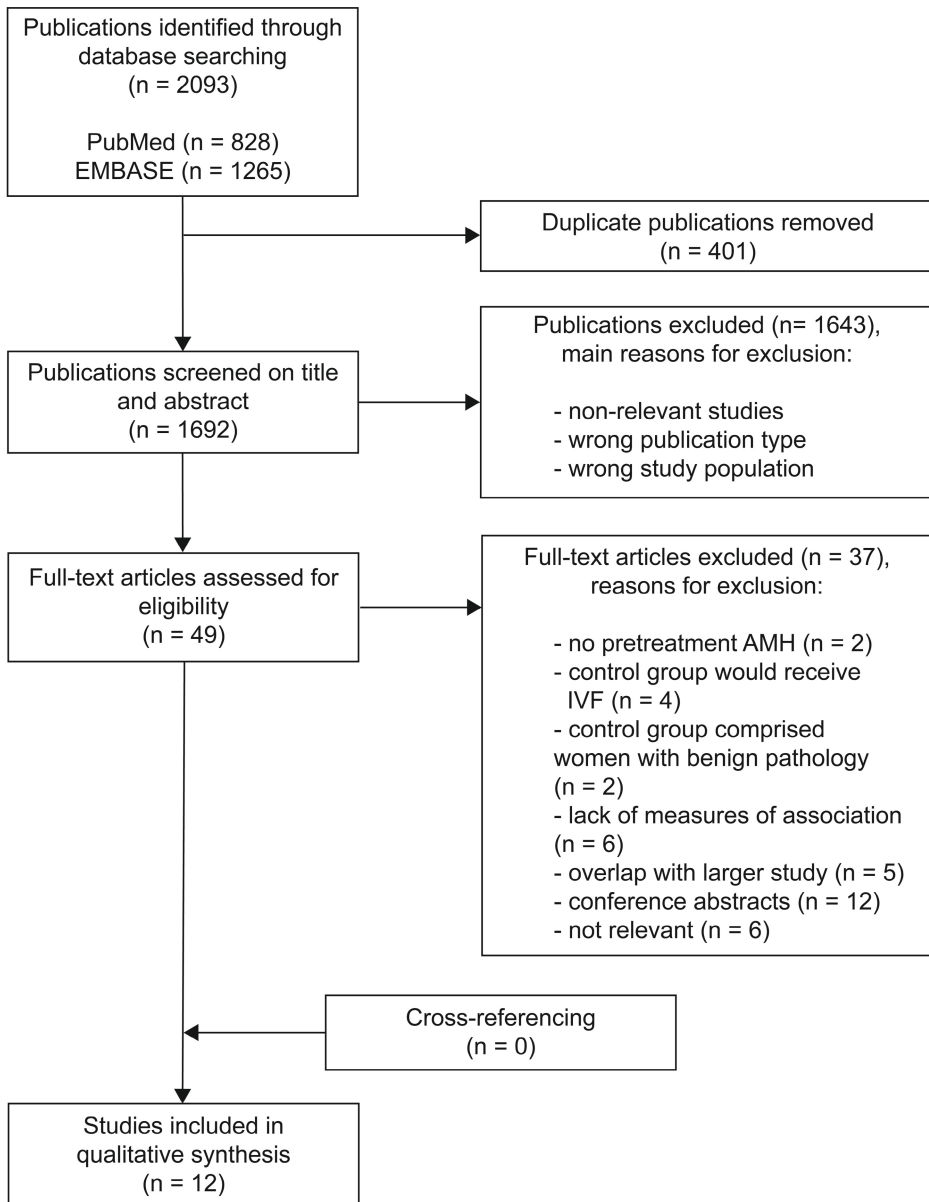 Publications identified through
database searching
(n = 2093)
PubMed (n = 828)
EMBASE (n = 1265)
Duplicate publications removed
(n = 401)
Publications excluded (n= 1643),
main reasons for exclusion:
- non-relevant studies
- wrong publication type
- wrong study population
Publications screened on title
and abstract
(n = 1692)
Full-text articles assessed for
eligibility
(n = 49)
Full-text articles excluded (n = 37),
reasons for exclusion:
- no pretreatment AMH (n = 2)
- control group would receive
IVF (n = 4)
- control group comprised
women with benign pathology
(n = 2)
- lack of measures of association
(n = 6)
- overlap with larger study (n = 5)
- conference abstracts (n = 12)
- not relevant (n = 6)
Cross-referencing
(n = 0)
Studies included in
qualitative synthesis
(n = 12)